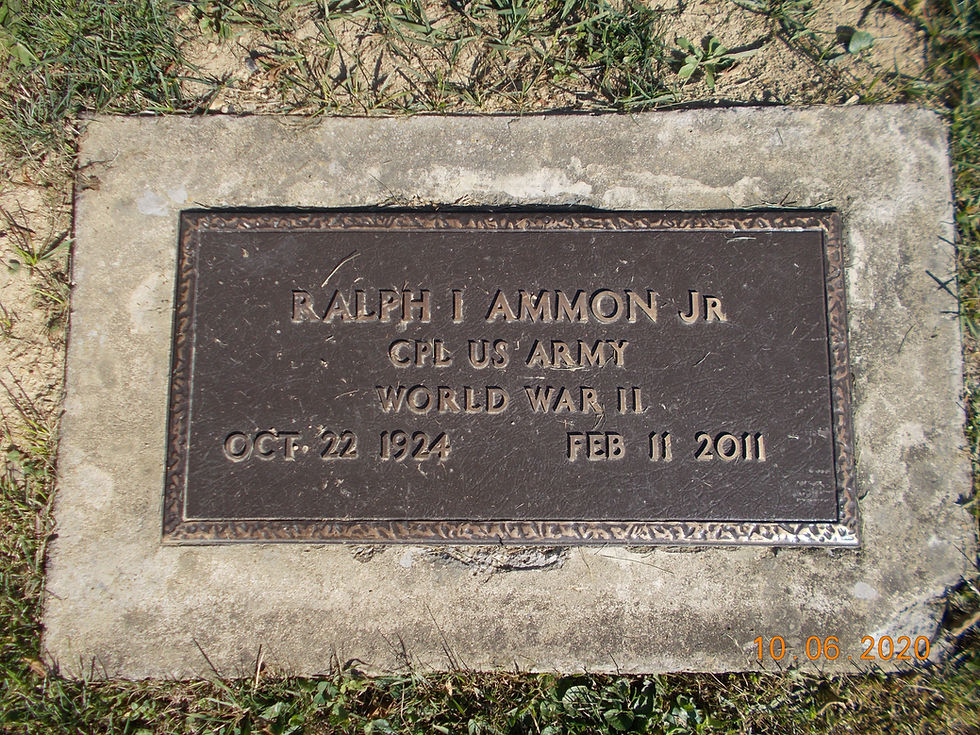 RALPH I AMMON JR
CPL US ARMY
WORLD WAR II
OCT 22 1924 FEB 11 2011
10 06 2020